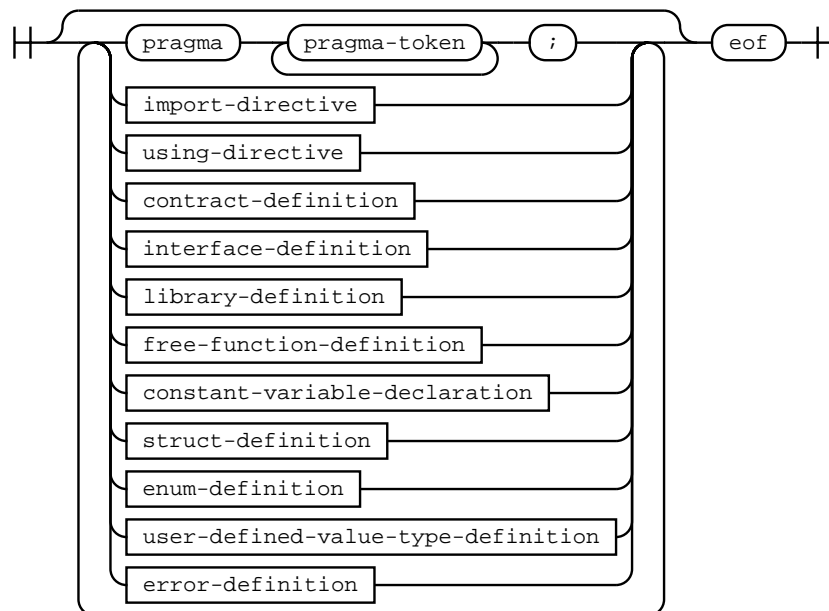 pragma pragma-token ; eof
import-directive
using-directive
contract-definition
interface-definition
library-definition
free-function-definition
constant-variable-declaration
struct-definition
enum-definition
user-defined-value-type-definition
error-definition